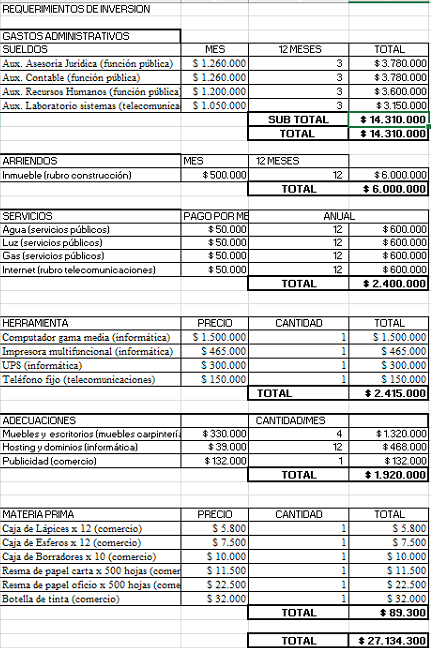 REQUERIMIENTOS DE INVERSION
GASTOS ADMINISTRATIVOS
SUELDOS MES 12 MESES TOTAL
Aux. Asesoria Juridica (función pública) $ 1.260.000 3 $ 3.780.000
Aux. Contable (función pública) $ 1.260.000 3 $ 3.780.000
Aux. Recursos Humanos (función pública) $ 1.200.000 3 $ 3.600.000
Aux. Laboratorio sistemas (telecomunica $ 1.050.000 3 $ 3.150.000
SUB TOTAL $ 14.310.000
TOTAL $ 14.310.000
ARRIENDOS MES 12 MESES
Inmueble (rubro construcción) $ 500.000 12 $ 6.000.000
TOTAL $ 6.000.000
SERVICIOS PAGO POR ME ANUAL
Agua (servicios públicos) $ 50.000 12 $ 600.000
Luz (servicios públicos) $ 50.000 12 $ 600.000
Gas (servicios públicos) $ 50.000 12 $ 600.000
Internet (rubro telecomunicaciones) $ 50.000 12 $ 600.000
TOTAL $ 2.400.000
HERRAMIENTA PRECIO CANTIDAD TOTAL
Computador gama media (informática) $ 1.500.000 1 $ 1.500.000
Impresora multifuncional (informática) $ 465.000 1 $ 465.000
UPS (informática) $ 300.000 1 $ 300.000
Teléfono fijo (telecomunicaciones) $ 150.000 1 $ 150.000
TOTAL $ 2.415.000
ADECUACIONES CANTIDAD/MES
Muebles y escritorios (muebles carpinterí $ 330.000 4 $ 1.320.000
Hosting y dominios (informática) $ 39.000 12 $ 468.000
Publicidad (comercio) $ 132.000 1 $ 132.000
TOTAL $ 1.920.000
MATERIA PRIMA PRECIO CANTIDAD TOTAL
Caja de Lápices x 12 (comercio) $ 5.800 1 $ 5.800
Caja de Esferos x 12 (comercio) $ 7.500 1 $ 7.500
Caja de Borradores x 10 (comercio) $ 10.000 1 $ 10.000
Resma de papel carta x 500 hojas (comer $ 11.500 1 $ 11.500
Resma de papel oficio x 500 hojas (come $ 22.500 1 $ 22.500
Botella de tinta (comercio) $ 32.000 1 $ 32.000
TOTAL $ 89.300
TOTAL $ 27.134.300